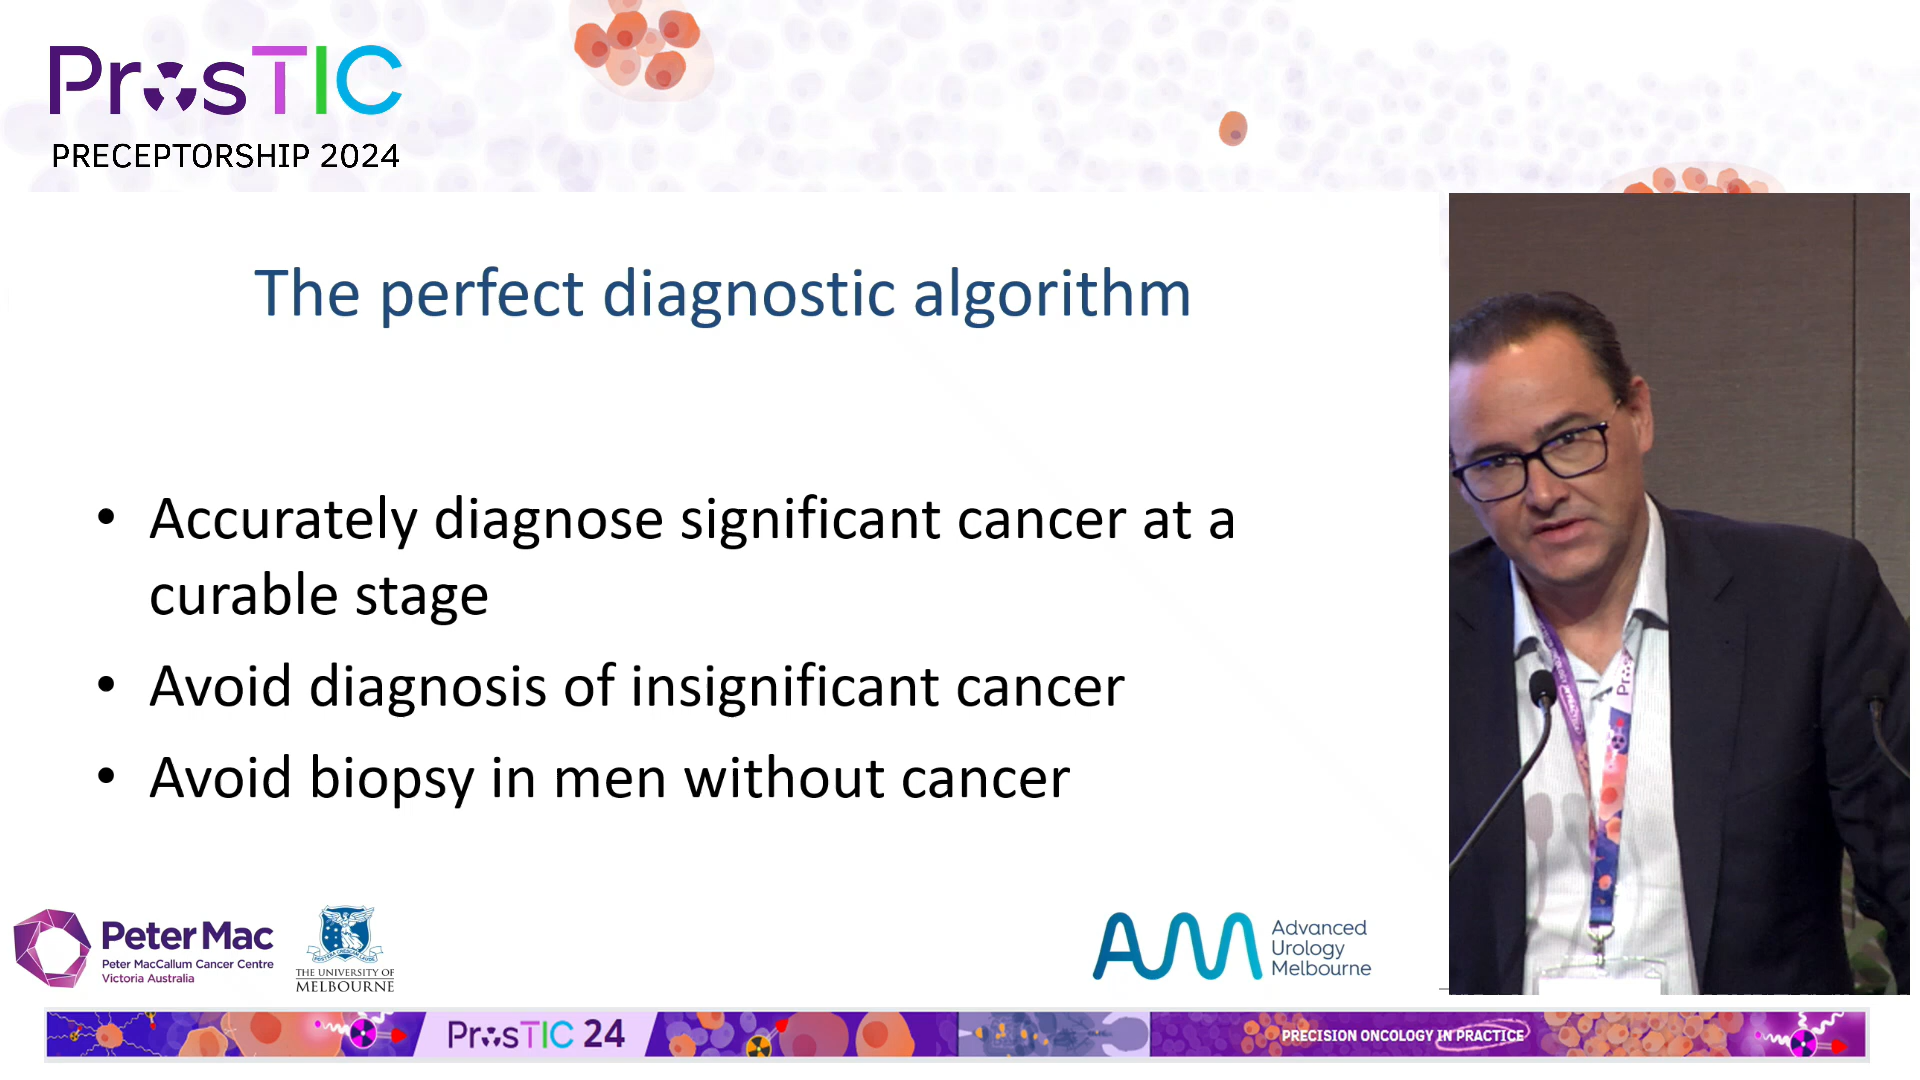 ProsTIC
PRECEPTORSHIP 2024
The perfect diagnostic algorithm
• Accurately diagnose significant cancer at a
curable stage
• Avoid diagnosis of insignificant cancer
• Avoid biopsy in men without cancer
Peter Mac
Peter MacCallum Cancer Centre
Victoria Australia
THE UNIVERSITY OF
MELBOURNE
AM
Advanced
Urology
Melbourne
ProsTIC 24
PRECISION ONCOLOGY IN PRACTICE